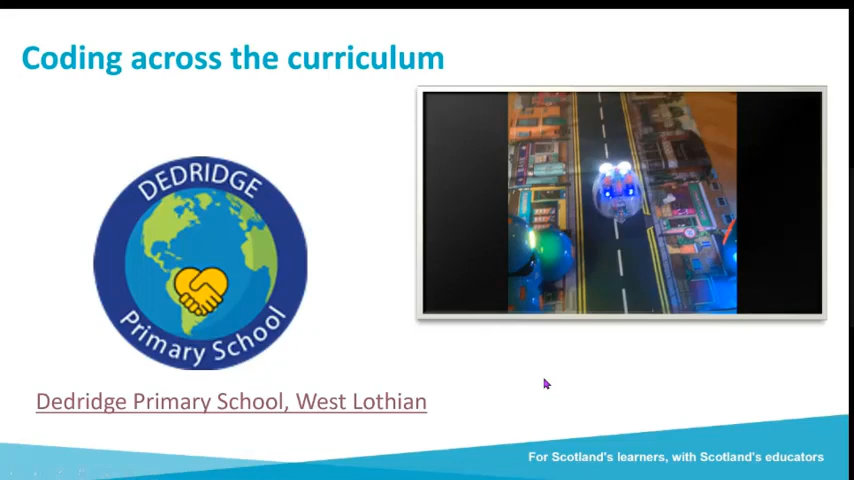 Coding across the curriculum
DEDRIDGE
Primary School
Dedridge Primary School, West Lothian
For Scotland's learners, with Scotland's educators